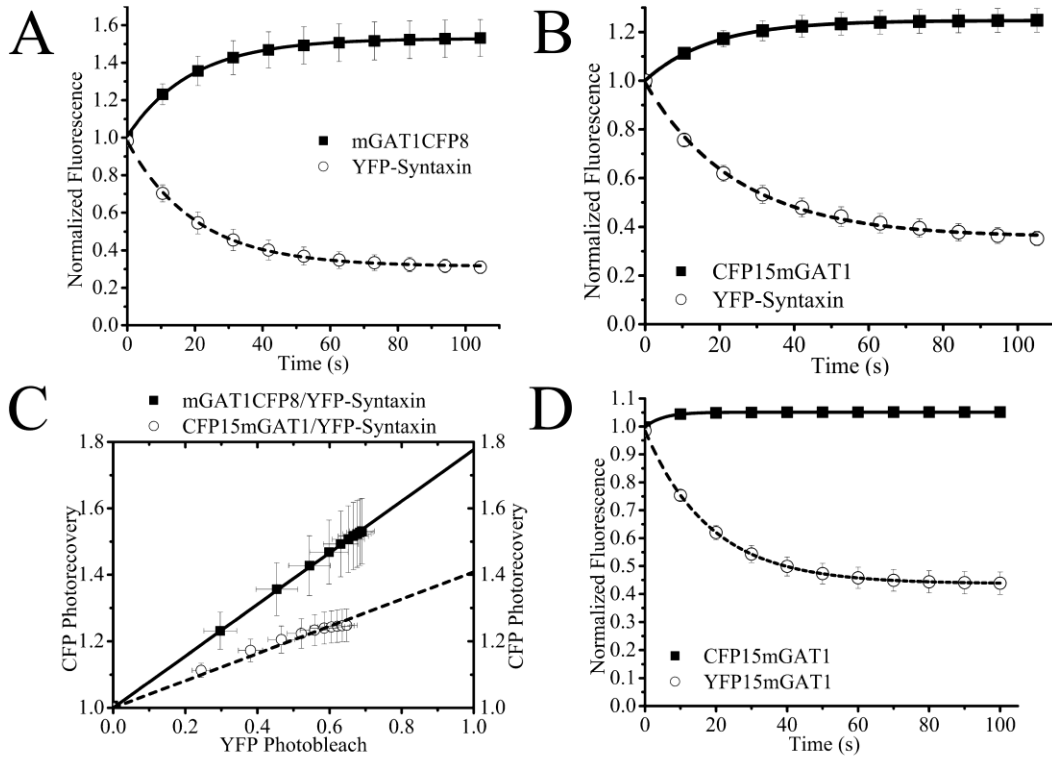 A
Normalized Fluorescence
1.6
1.4
1.2
1.0
0.8
0.6
0.4
0.2
0.0
mGAT1CFP8
YFP-Syntaxin
0 20 40 60 80 100
Time (s)
B
Normalized Fluorescence
1.2
1.0
0.8
0.6
0.4
0.2
0.0
CFP15mGAT1
YFP-Syntaxin
0 20 40 60 80 100
Time (s)
C
mGAT1CFP8/YFP-Syntaxin
CFP15mGAT1/YFP-Syntaxin
CFP Photorecovery
1.8
1.6
1.4
1.2
1.0
1.8
1.6
1.4
1.2
1.0
CFP Photorecovery
0.0 0.2 0.4 0.6 0.8 1.0
YFP Photobleach
D
Normalized Fluorescence
1.1
1.0
0.9
0.8
0.7
0.6
0.5
0.4
0.3
0.2
0.1
0.0
CFP15mGAT1
YFP15mGAT1
0 20 40 60 80 100
Time (s)